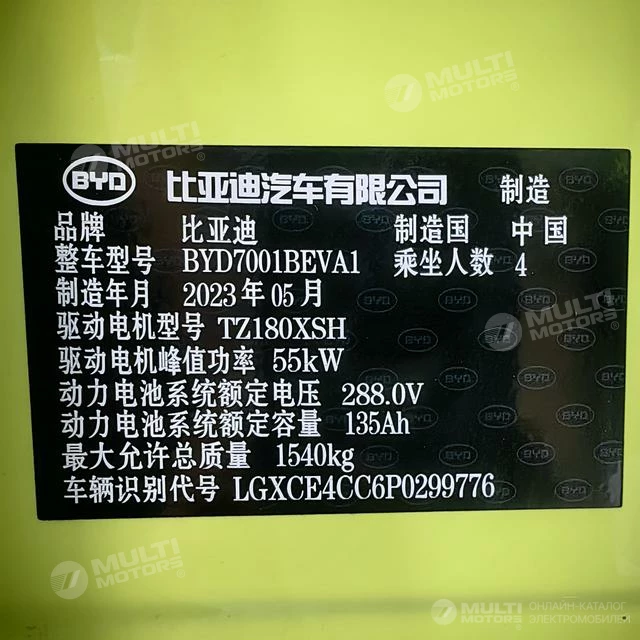 BYD 比亚迪汽车有限公司 制造
品牌 比亚迪 制造国 中国
整车型号 BYD7001BEVA1 乘坐人数 4
制造年月 2023年05月
驱动电机型号 TZ180XSH
驱动电机峰值功率 55kW
动力电池系统额定电压 288.0V
动力电池系统额定容量 135Ah
最大允许总质量 1540kg
车辆识别代号 LGXCE4CC6P0299776
MULTI MOTORS
MULTI MOTORS
MULTI MOTORS
MULTI MOTORS ОНЛАЙН-КАТАЛОГ ЭЛЕКТРОМОБИЛЕЙ